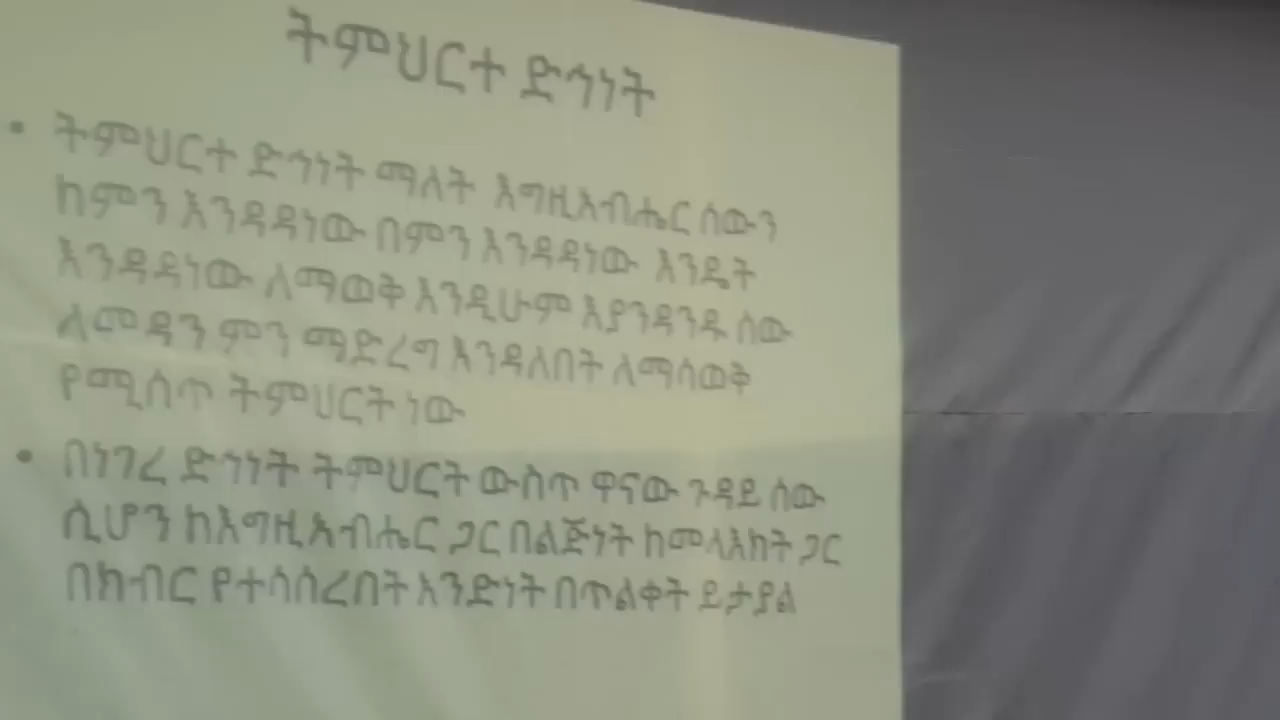 ትምህርተ ድኅነት
• ትምህርተ ድኅነት ማለት እግዚአብሔር ሰውን
ከምን እንዳዳነው በምን እንዳዳነው እንዴት
እንዳዳነው ለማወቅ እንዲሁም እያንዳንዱ ሰው
ለመዳን ምን ማድረግ እንዳለበት ለማሳወቅ
የሚሰጥ ትምህርት ነው
• በነገረ ድኅነት ትምህርት ውስጥ ዋናው ጉዳይ ሰው
ሲሆን ከእግዚአብሔር ጋር በልጅነት ከመላእክት ጋር
በክብር የተሳሰረበት አንድነት በጥልቀት ይታያል